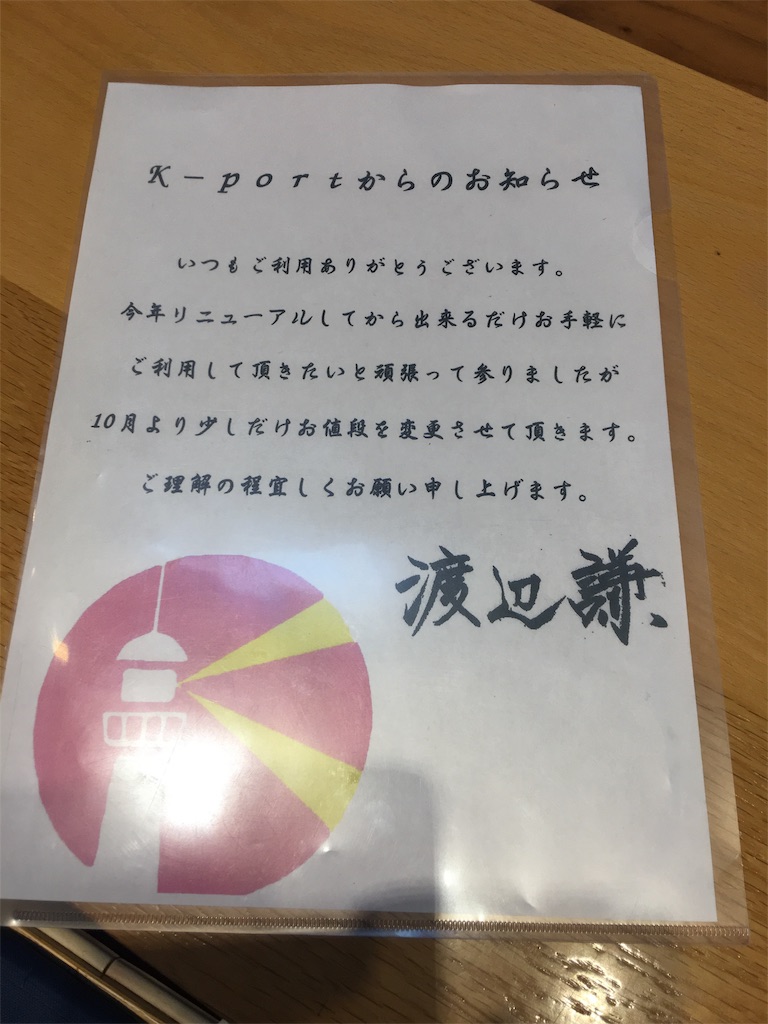 K－portからのお知らせ
いつもご利用ありがとうございます。
今年リニューアルしてから出来るだけお手軽に
ご利用して頂きたいと頑張って参りましたが
10月より少しだけお値段を変更させて頂きます。
ご理解の程宜しくお願い申し上げます。
渡辺謙